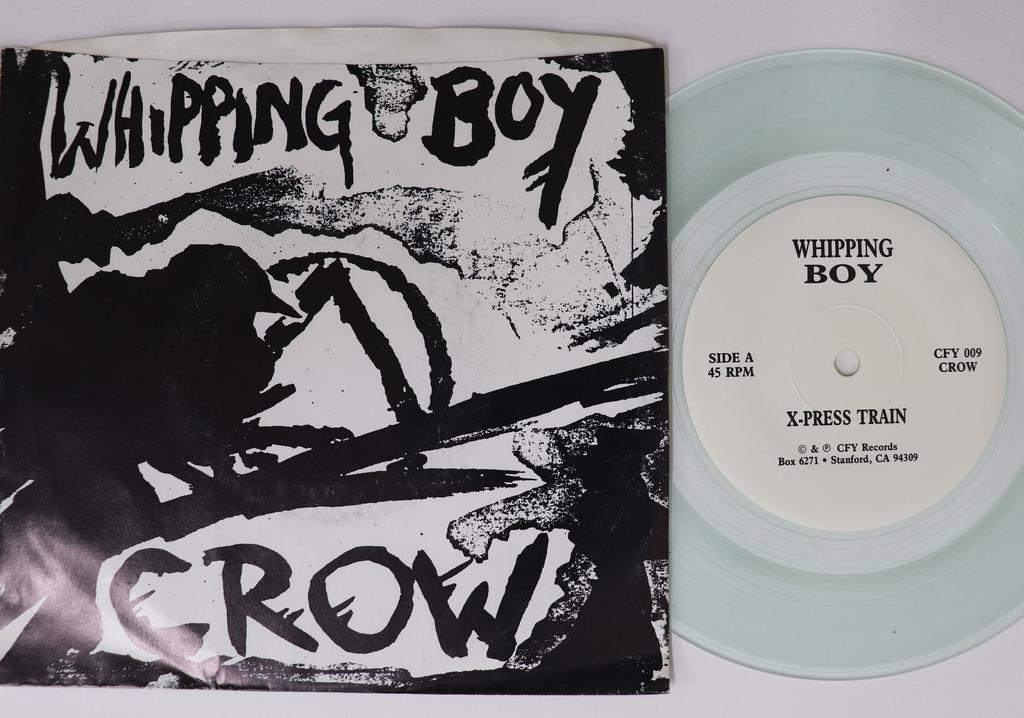 WHIPPING BOY
CROW
WHIPPING
BOY
SIDE A
45 RPM
CFY 009
CROW
X-PRESS TRAIN
© & ℗ CFY Records
Box 6271 • Stanford, CA 94309